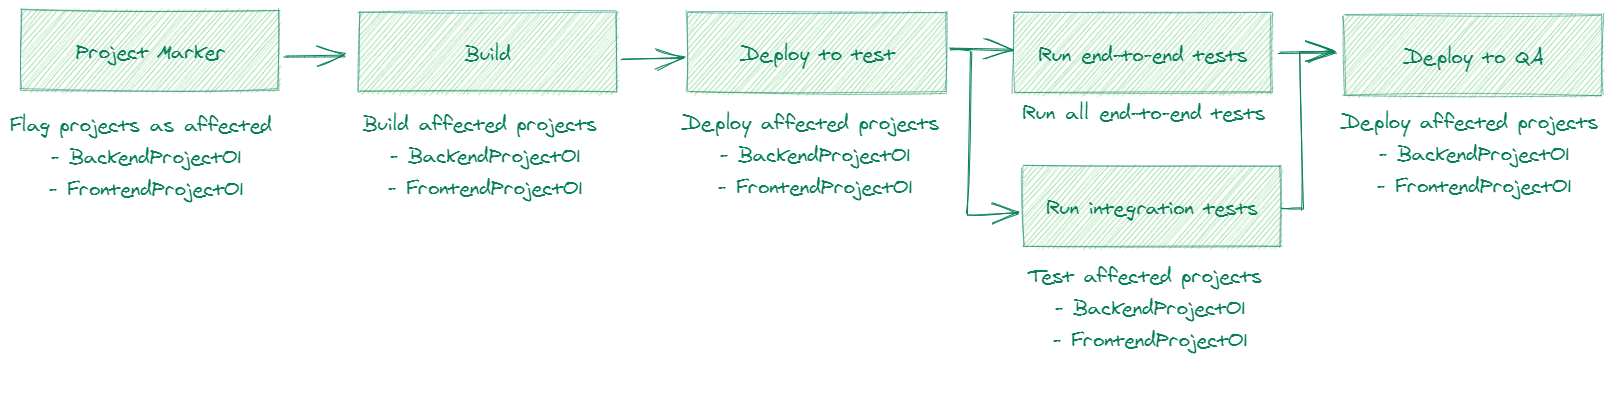 Project Marker
Flag projects as affected
- BackendProject01
- FrontendProject01
Build
Build affected projects
- BackendProject01
- FrontendProject01
Deploy to test
Deploy affected projects
- BackendProject01
- FrontendProject01
Run end-to-end tests
Run all end-to-end tests
Run integration tests
Test affected projects
- BackendProject01
- FrontendProject01
Deploy to QA
Deploy affected projects
- BackendProject01
- FrontendProject01